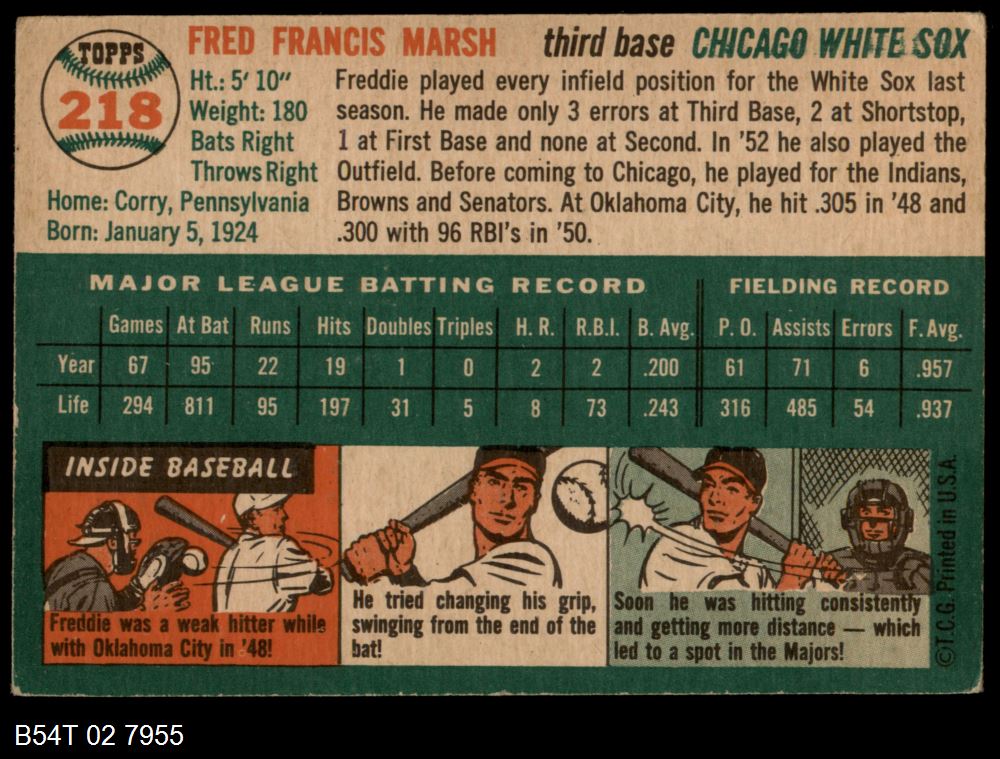 TOPPS
218
FRED FRANCIS MARSH third base CHICAGO WHITE SOX
Ht.: 5' 10"
Weight: 180
Bats Right
Throws Right
Home: Corry, Pennsylvania
Born: January 5, 1924
Freddie played every infield position for the White Sox last
season. He made only 3 errors at Third Base, 2 at Shortstop,
1 at First Base and none at Second. In '52 he also played the
Outfield. Before coming to Chicago, he played for the Indians,
Browns and Senators. At Oklahoma City, he hit .305 in '48 and
.300 with 96 RBI's in '50.
MAJOR LEAGUE BATTING RECORD FIELDING RECORD
Games At Bat Runs Hits Doubles Triples H. R. R.B.I. B. Avg. P. O. Assists Errors F. Avg.
Year 67 95 22 19 1 0 2 2 .200 61 71 6 .957
Life 294 811 95 197 31 5 8 73 .243 316 485 54 .937
INSIDE BASEBALL
Freddie was a weak hitter while
with Oklahoma City in '48!
He tried changing his grip,
swinging from the end of the
bat!
Soon he was hitting consistently
and getting more distance — which
led to a spot in the Majors!
©T.C.G. Printed in U.S.A.
B54T 02 7955